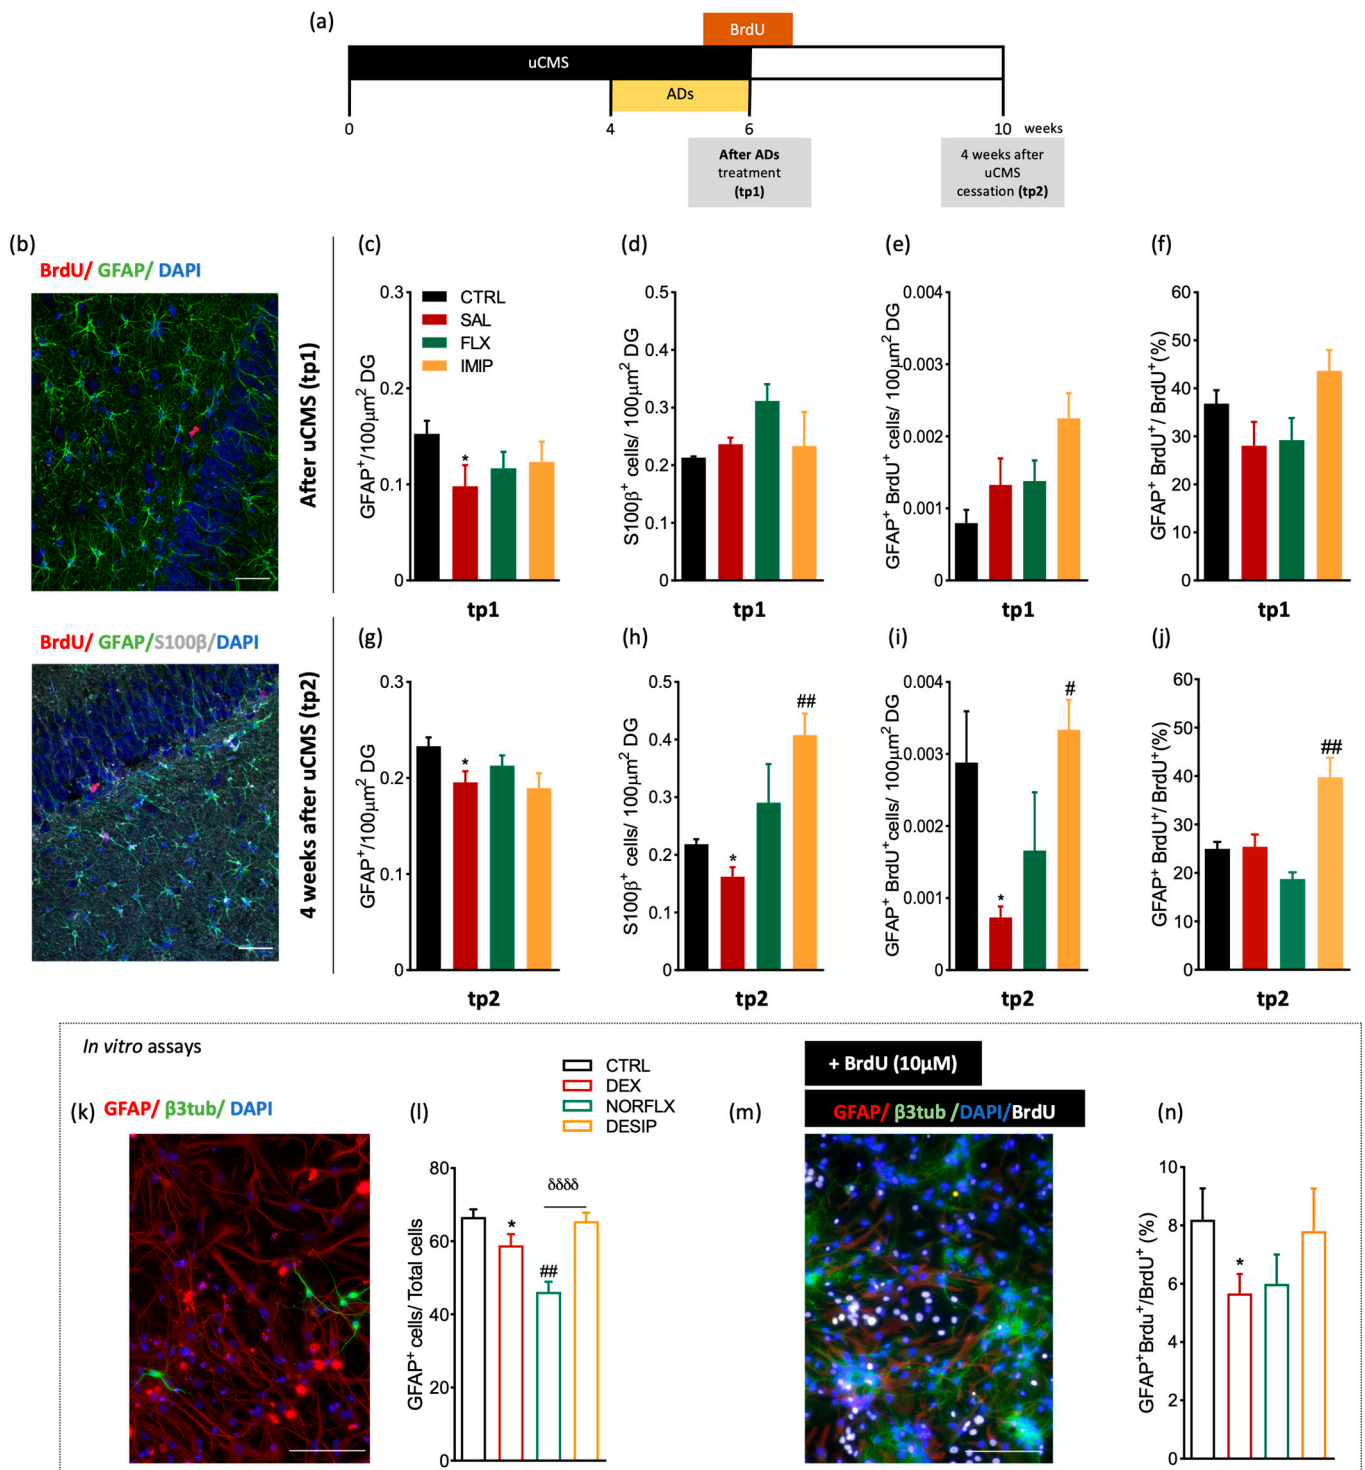 (a)
BrdU
uCMS
ADs
0
4
6
10 weeks
After ADs
treatment
(tp1)
4 weeks after
uCMS
cessation (tp2)
(b)
BrdU/ GFAP/ DAPI
After uCMS (tp1)
(c)
GFAP⁺/100μm² DG
0.3
0.2
0.1
0
CTRL
SAL
FLX
IMIP
*
tp1
(d)
S100β⁺ cells/ 100μm² DG
0.5
0.4
0.3
0.2
0.1
0
tp1
(e)
GFAP⁺ BrdU⁺ cells/ 100μm² DG
0.004
0.003
0.002
0.001
0
tp1
(f)
GFAP⁺ BrdU⁺/ BrdU⁺(%)
60
50
40
30
20
10
0
tp1
BrdU/ GFAP/S100β/DAPI
4 weeks after uCMS (tp2)
(g)
GFAP⁺/100μm² DG
0.3
0.2
0.1
0
*
tp2
(h)
S100β⁺ cells/ 100μm² DG
0.5
0.4
0.3
0.2
0.1
0
*
##
tp2
(i)
GFAP⁺ BrdU⁺cells/ 100μm² DG
0.004
0.003
0.002
0.001
0
*
#
tp2
(j)
GFAP⁺ BrdU⁺/ BrdU⁺(%)
60
50
40
30
20
10
0
##
tp2
In vitro assays
(k)
GFAP/ β3tub/ DAPI
(l)
CTRL
DEX
NORFLX
DESIP
GFAP⁺ cells/ Total cells
80
60
40
20
0
*
##
δδδδ
(m)
+ BrdU (10μM)
GFAP/ β3tub /DAPI/BrdU
(n)
GFAP⁺Brdu⁺/BrdU⁺ (%)
10
8
6
4
2
0
*